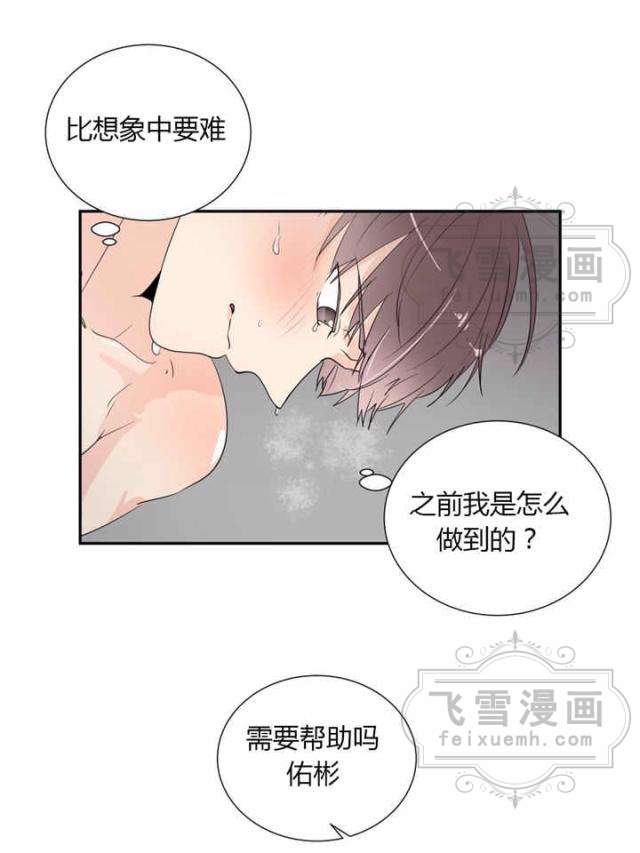 比想象中要难
飞雪漫画
feixuemh.com
之前我是怎么
做到的？
飞雪漫画
feixuemh.com
需要帮助吗
佑彬